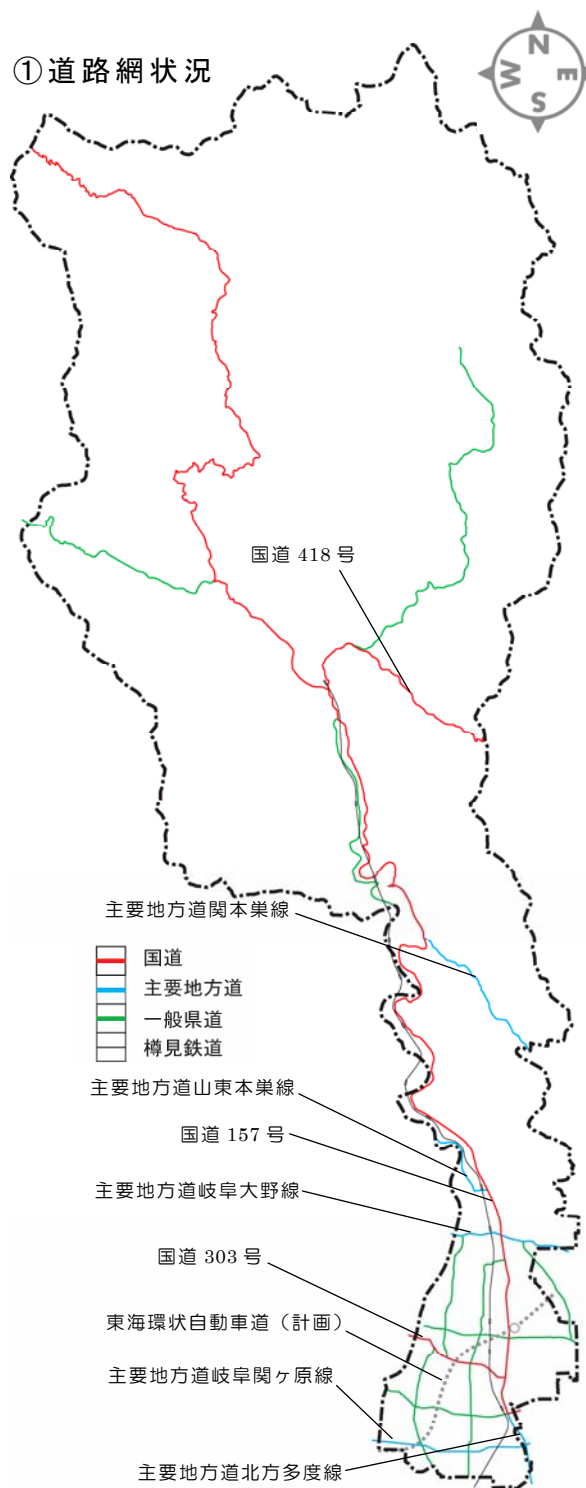 ①道路網状況
N
W
E
S
国道 418 号
主要地方道関本巣線
国道
主要地方道
一般県道
樽見鉄道
主要地方道山東本巣線
国道 157 号
主要地方道岐阜大野線
国道 303 号
東海環状自動車道（計画）
主要地方道岐阜関ヶ原線
主要地方道北方多度線